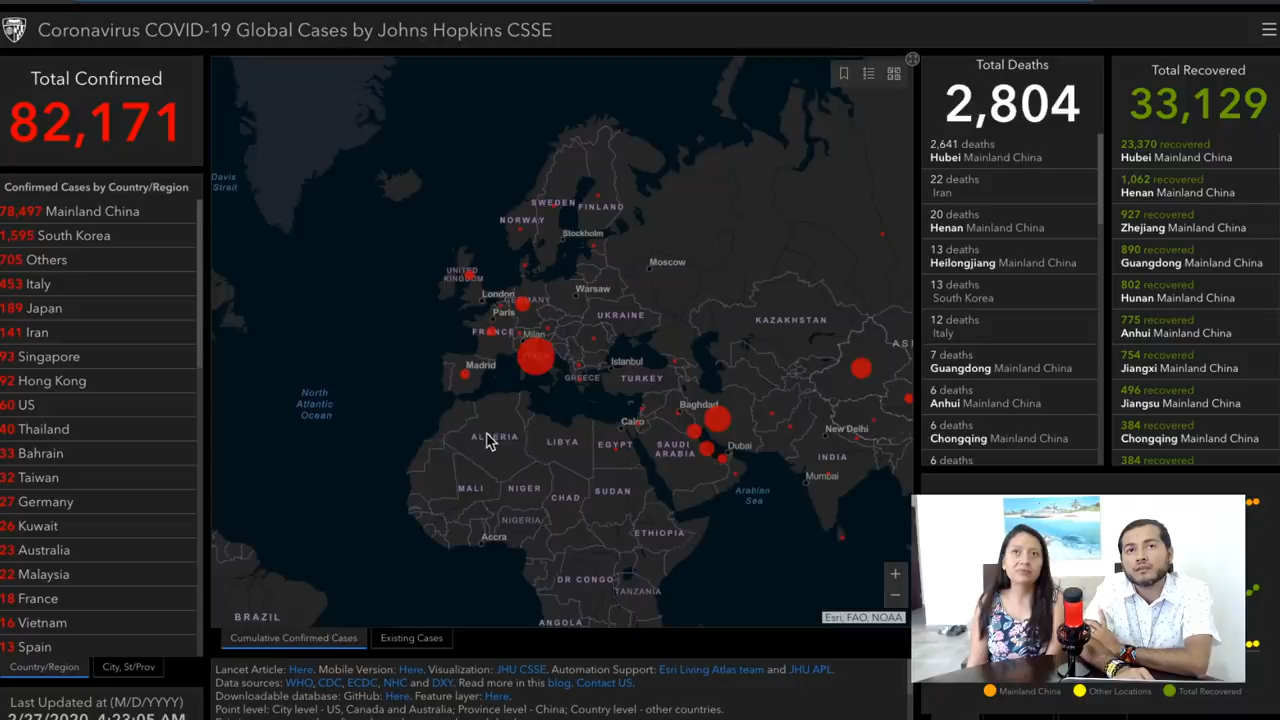 Coronavirus COVID-19 Global Cases by Johns Hopkins CSSE
Total Confirmed
82,171
Confirmed Cases by Country/Region
78,497 Mainland China
1,595 South Korea
705 Others
453 Italy
189 Japan
141 Iran
93 Singapore
92 Hong Kong
60 US
40 Thailand
33 Bahrain
32 Taiwan
27 Germany
26 Kuwait
23 Australia
22 Malaysia
18 France
16 Vietnam
13 Spain
Country/Region
City, St/Prov
Last Updated at (M/D/YYYY)
2/27/2020 4:23:05 AM
Davis
Strait
SWEDEN
FINLAND
NORWAY
Stockholm
Moscow
UNITED
KINGDOM
London
GERMANY
Warsaw
Paris
UKRAINE
KAZAKHSTAN
FRANCE
Milan
Madrid
Istanbul
GREECE
TURKEY
North
Atlantic
Ocean
Baghdad
Cairo
ALGERIA
LIBYA
EGYPT
SAUDI
ARABIA
Dubai
New Delhi
INDIA
Mumbai
MALI
NIGER
CHAD
SUDAN
Arabian
Sea
NIGERIA
Accra
ETHIOPIA
DR CONGO
TANZANIA
BRAZIL
ANGOLA
Esri, FAO, NOAA
Cumulative Confirmed Cases
Existing Cases
Lancet Article: Here. Mobile Version: Here. Visualization: JHU CSSE. Automation Support: Esri Living Atlas team and JHU APL.
Data sources: WHO, CDC, ECDC, NHC and DXY. Read more in this blog. Contact US.
Downloadable database: GitHub: Here. Feature layer: Here.
Point level: City level - US, Canada and Australia; Province level - China; Country level - other countries.
Total Deaths
2,804
2,641 deaths
Hubei Mainland China
22 deaths
Iran
20 deaths
Henan Mainland China
13 deaths
Heilongjiang Mainland China
13 deaths
South Korea
12 deaths
Italy
7 deaths
Guangdong Mainland China
6 deaths
Anhui Mainland China
6 deaths
Chongqing Mainland China
6 deaths
Total Recovered
33,129
23,370 recovered
Hubei Mainland China
1,062 recovered
Henan Mainland China
927 recovered
Zhejiang Mainland China
890 recovered
Guangdong Mainland China
802 recovered
Hunan Mainland China
775 recovered
Anhui Mainland China
754 recovered
Jiangxi Mainland China
496 recovered
Jiangsu Mainland China
384 recovered
Chongqing Mainland China
384 recovered
Mainland China
Other Locations
Total Recovered